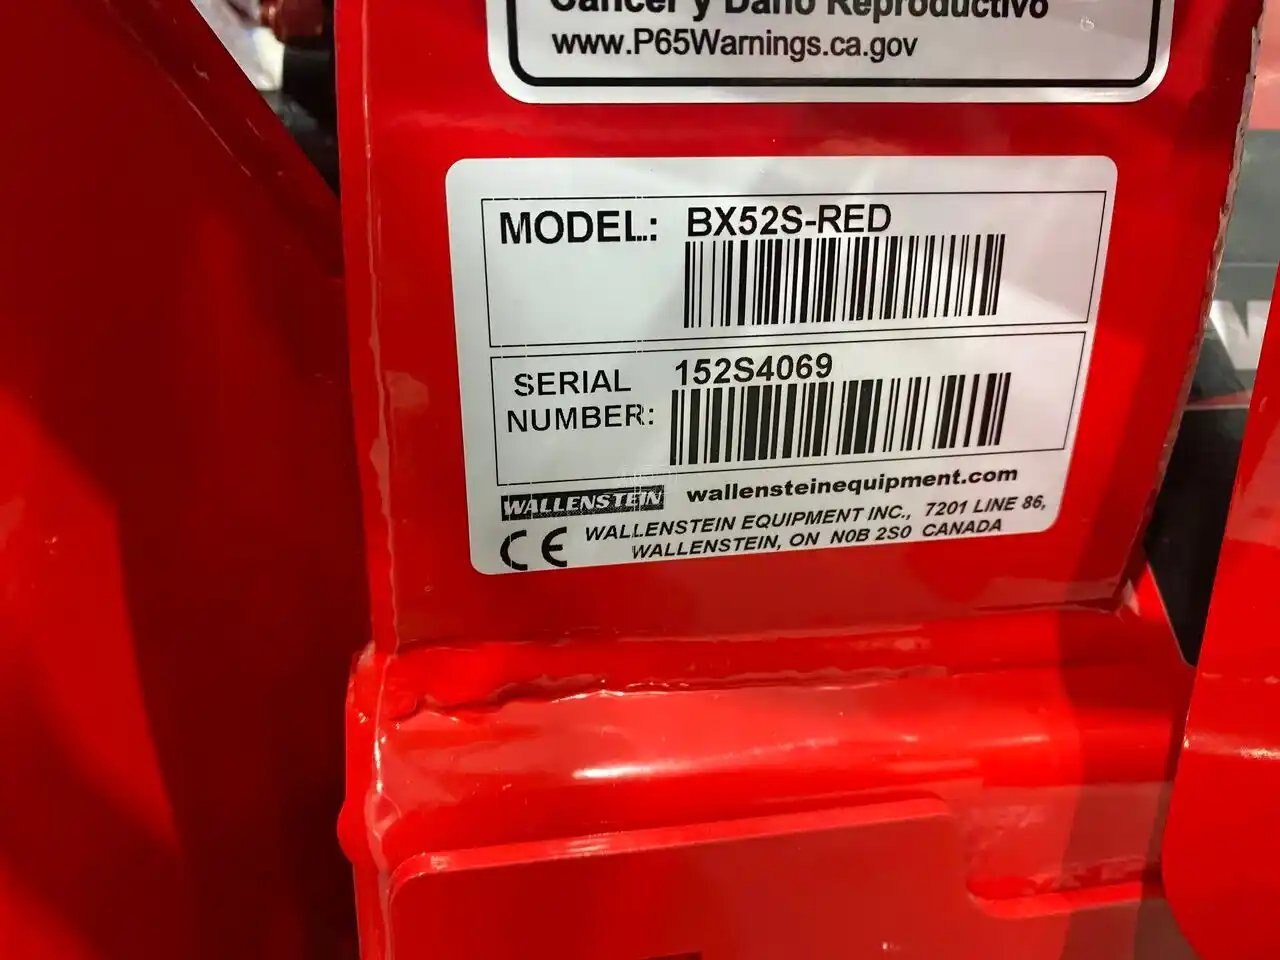 Cancer y Daño Reproductivo
www.P65Warnings.ca.gov
MODEL: BX52S-RED
SERIAL NUMBER: 152S4069
WALLENSTEIN wallensteinequipment.com
CE WALLENSTEIN EQUIPMENT INC., 7201 LINE 86,
WALLENSTEIN, ON N0B 2S0 CANADA